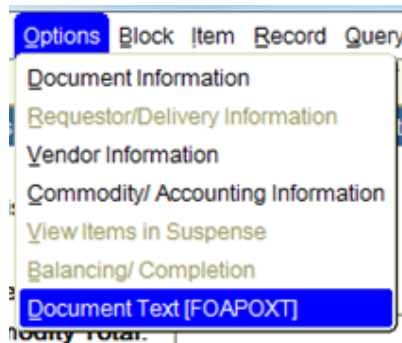 Options Block Item Record Query
Document Information
Requestor/Delivery Information
Vendor Information
Commodity/ Accounting Information
View Items in Suspense
Balancing/ Completion
Document Text [FOAPOXT]
Total: